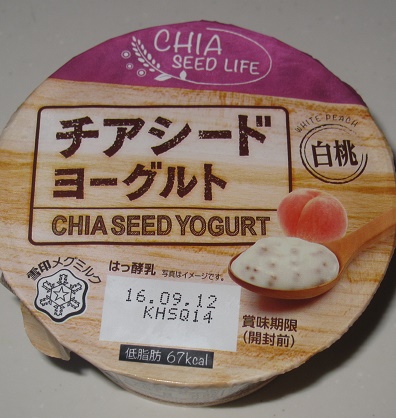 CHIA
SEED LIFE
チアシード
ヨーグルト
CHIA SEED YOGURT
WHITE PEACH
白桃
雪印メグミルク
はっ酵乳 写真はイメージです。
16.09.12
KHSQ14
賞味期限
(開封前)
低脂肪 67kcal